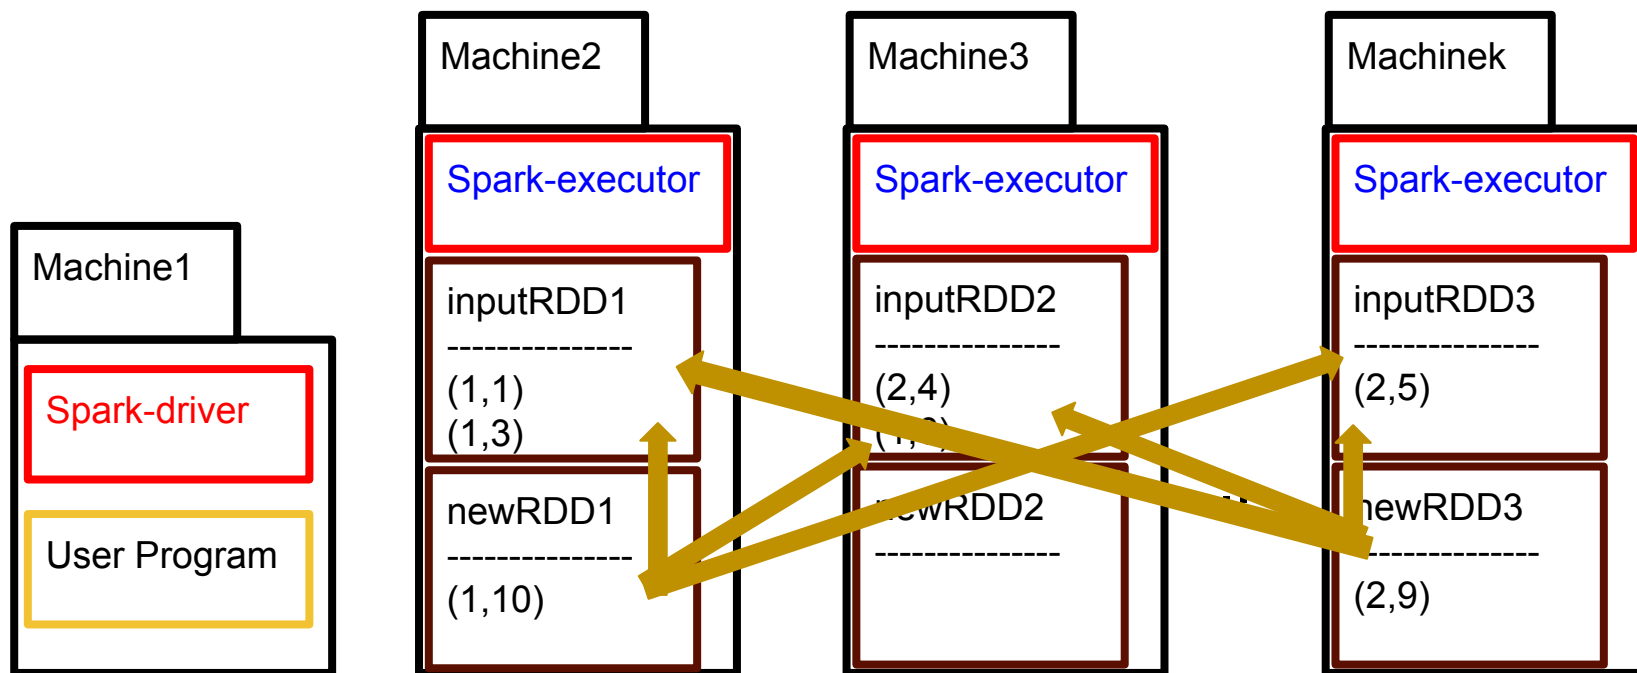 Machine1
Spark-driver
User Program
Machine2
Spark-executor
inputRDD1
---------------
(1,1)
(1,3)
newRDD1
---------------
(1,10)
Machine3
Spark-executor
inputRDD2
---------------
(2,4)
newRDD2
---------------
Machinek
Spark-executor
inputRDD3
---------------
(2,5)
newRDD3
---------------
(2,9)